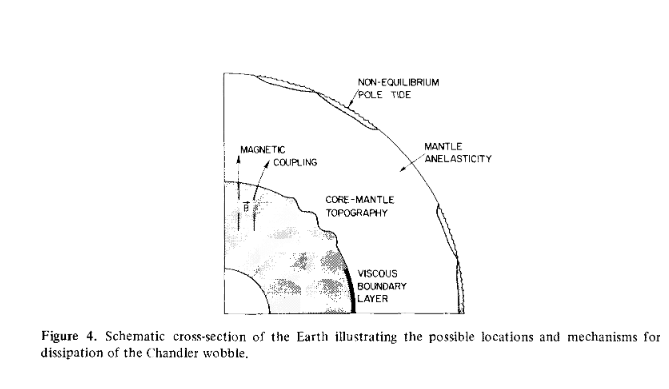 NON-EQUILIBRIUM
POLE TIDE
MANTLE
ANELASTICITY
MAGNETIC
COUPLING
CORE-MANTLE
TOPOGRAPHY
B
VISCOUS
BOUNDARY
LAYER
Figure 4. Schematic cross-section of the Earth illustrating the possible locations and mechanisms for
dissipation of the Chandler wobble.